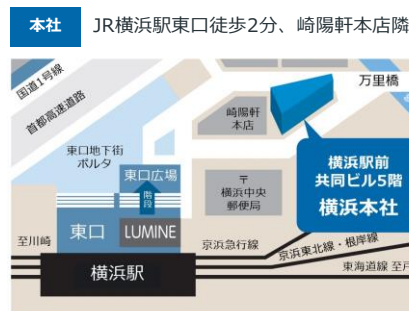 本社 JR横浜駅東口徒歩2分、崎陽軒本店隣
国道1号線
首都高速道路
万里橋
崎陽軒
本店
東口地下街
ポルタ
東口広場
階段
〒
横浜中央
郵便局
横浜駅前
共同ビル5階
横浜本社
至川崎
東口
LUMINE
京浜急行線
京浜東北線・根岸線
横浜駅
東海道線 至戸